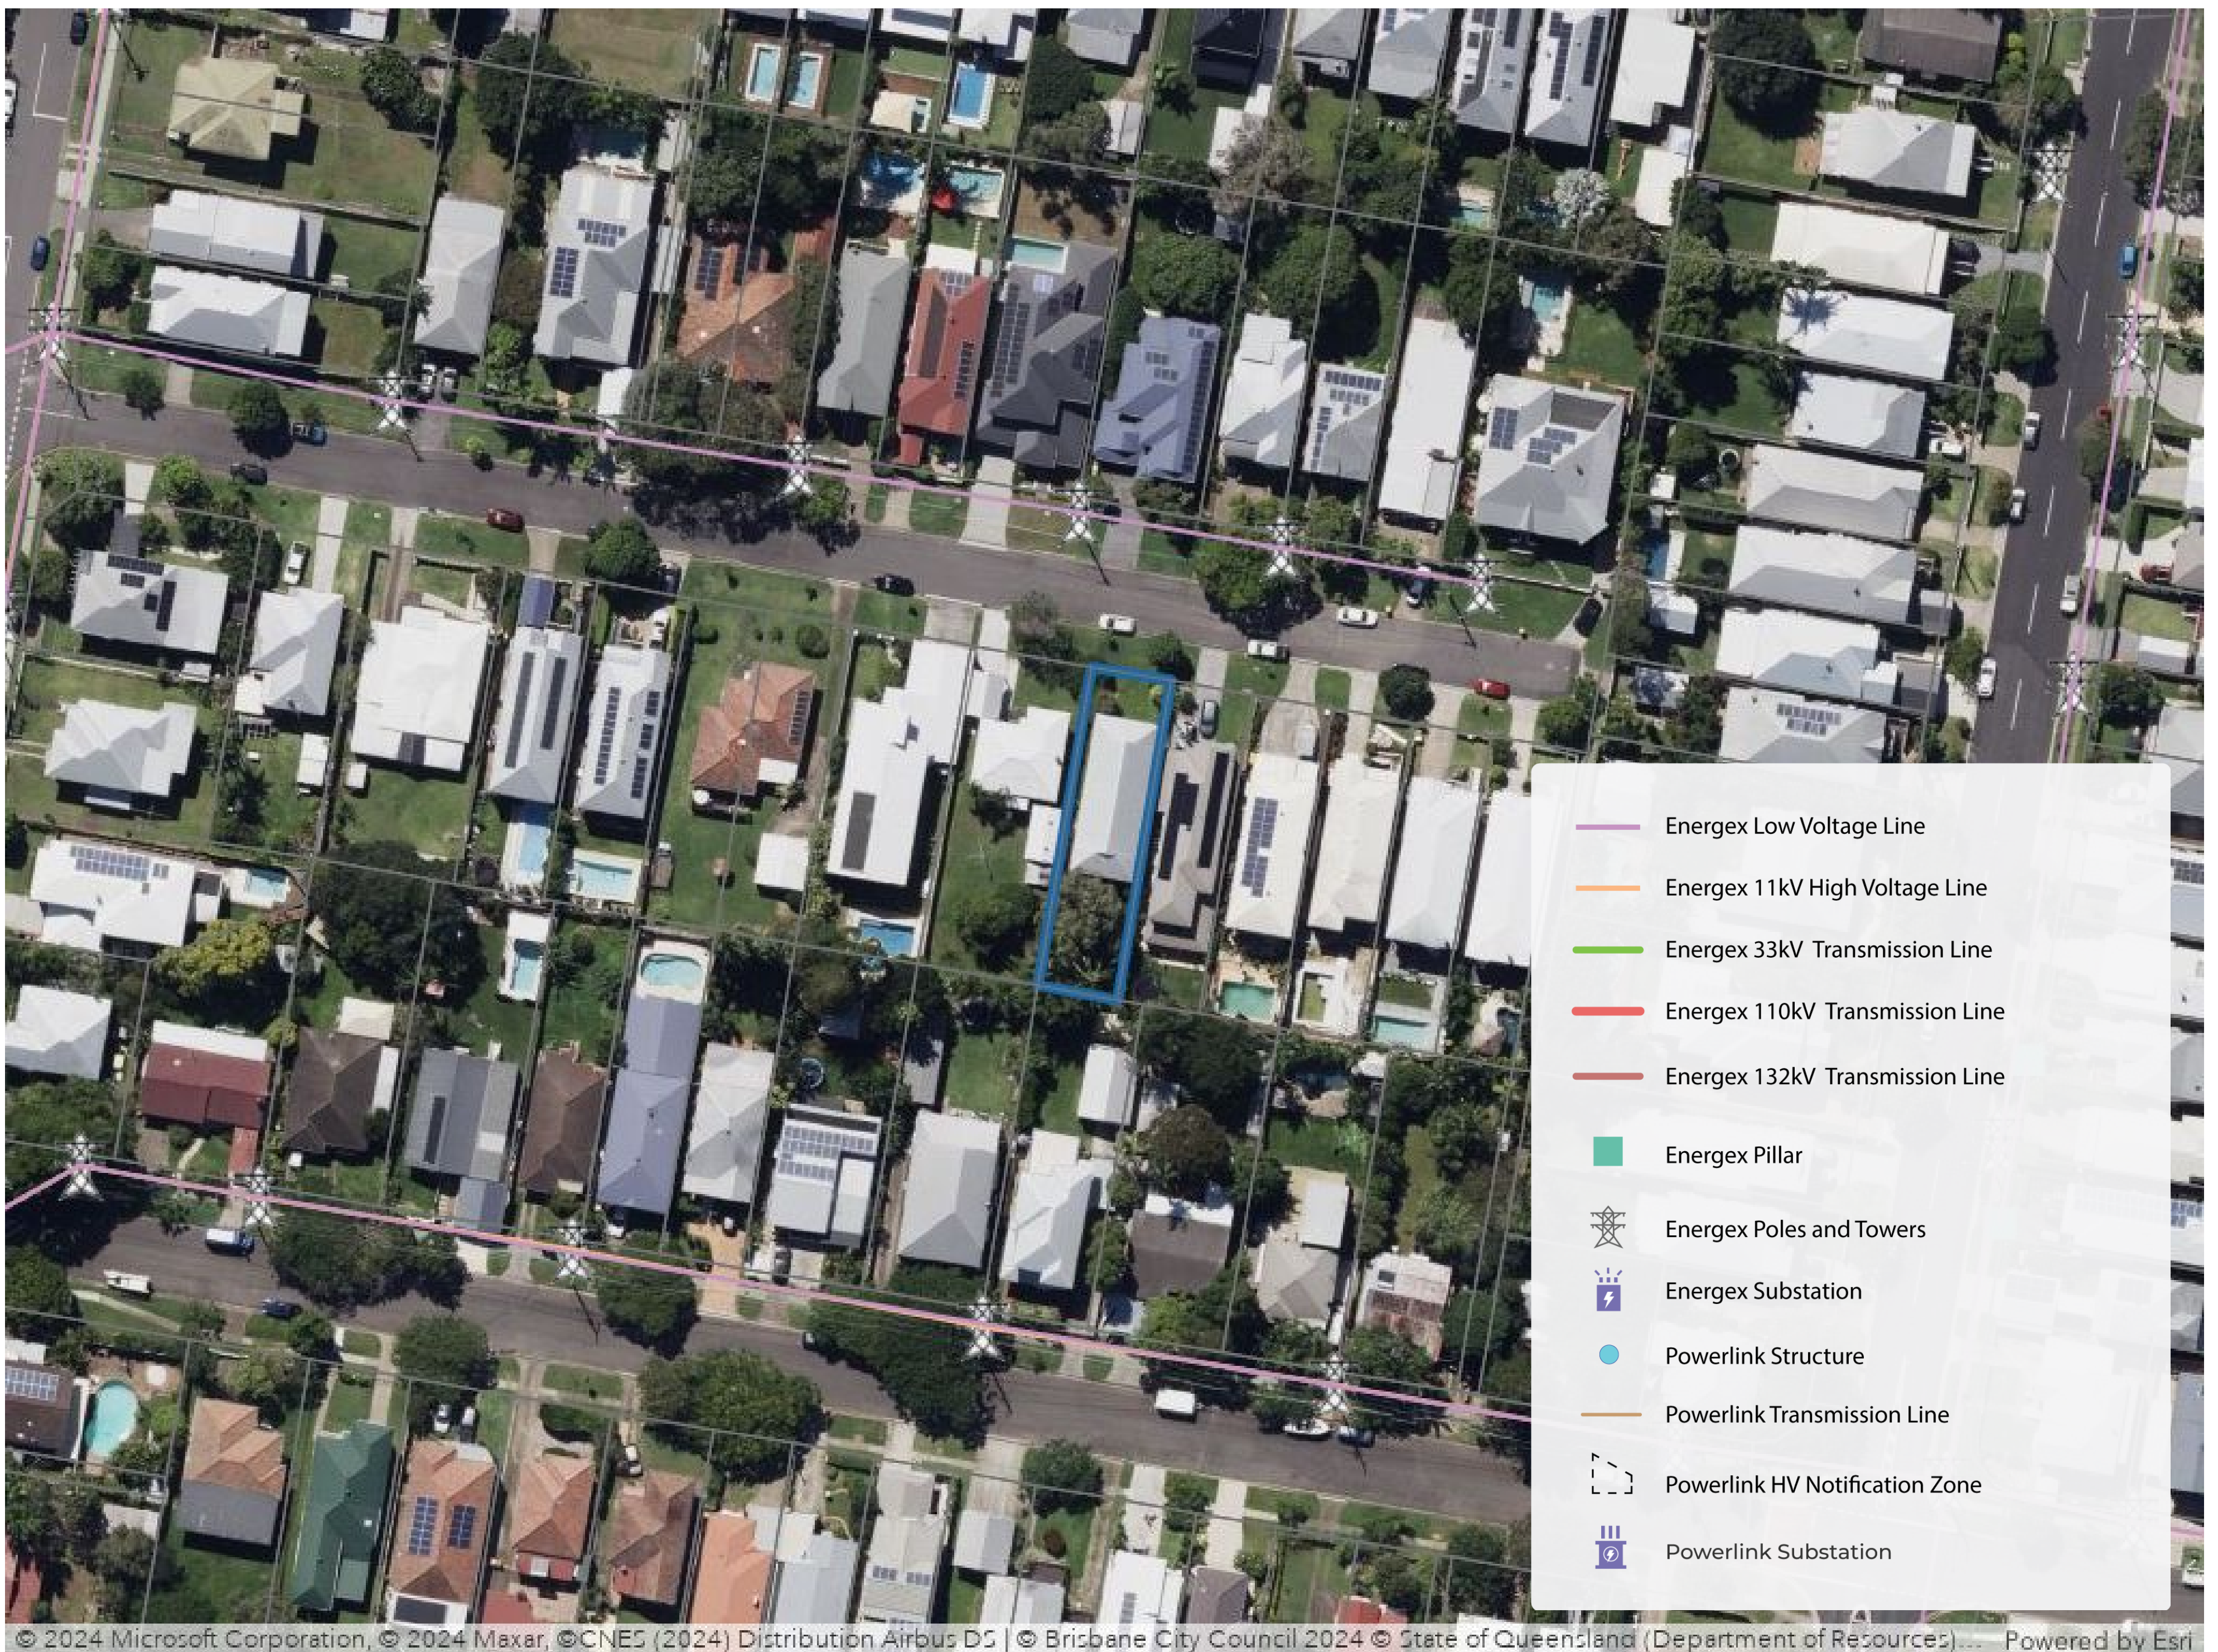 Energex Low Voltage Line
Energex 11kV High Voltage Line
Energex 33kV  Transmission Line
Energex 110kV  Transmission Line
Energex 132kV  Transmission Line
Energex Pillar
Energex Poles and Towers
Energex Substation
Powerlink Structure
Powerlink Transmission Line
Powerlink HV Notification Zone
Powerlink Substation
© 2024 Microsoft Corporation, © 2024 Maxar, ©CNES (2024) Distribution Airbus DS | © Brisbane City Council 2024 © State of Queensland (Department of Resources)... Powered by Esri